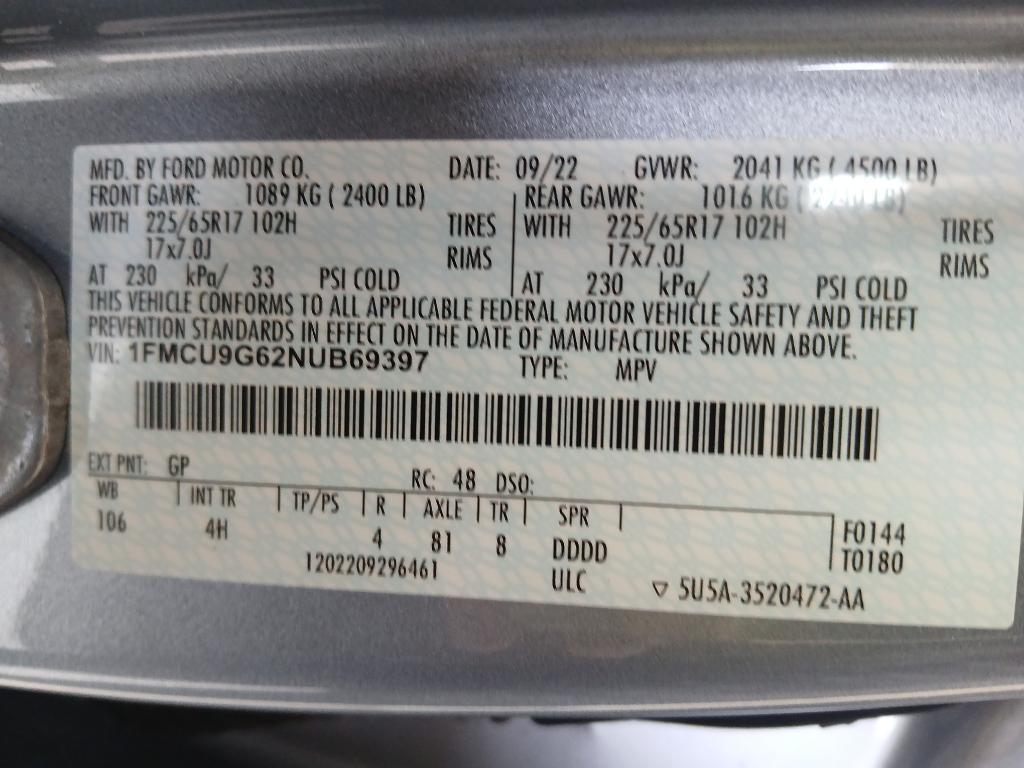 MFD. BY FORD MOTOR CO. DATE: 09/22 GVWR: 2041 KG ( 4500 LB)
FRONT GAWR: 1089 KG ( 2400 LB) REAR GAWR: 1016 KG ( 2240 LB)
WITH 225/65R17 102H TIRES WITH 225/65R17 102H TIRES
17x7.0J RIMS 17x7.0J RIMS
AT 230 kPa/ 33 PSI COLD AT 230 kPa/ 33 PSI COLD
THIS VEHICLE CONFORMS TO ALL APPLICABLE FEDERAL MOTOR VEHICLE SAFETY AND THEFT
PREVENTION STANDARDS IN EFFECT ON THE DATE OF MANUFACTURE SHOWN ABOVE.
VIN: 1FMCU9G62NUB69397 TYPE: MPV
EXT PNT: GP RC: 48 DSO:
WB INT TR TP/PS R AXLE TR SPR
106 4H 4 81 8 DDDD F0144
T0180
1202209296461 ULC ▽ 5U5A-3520472-AA